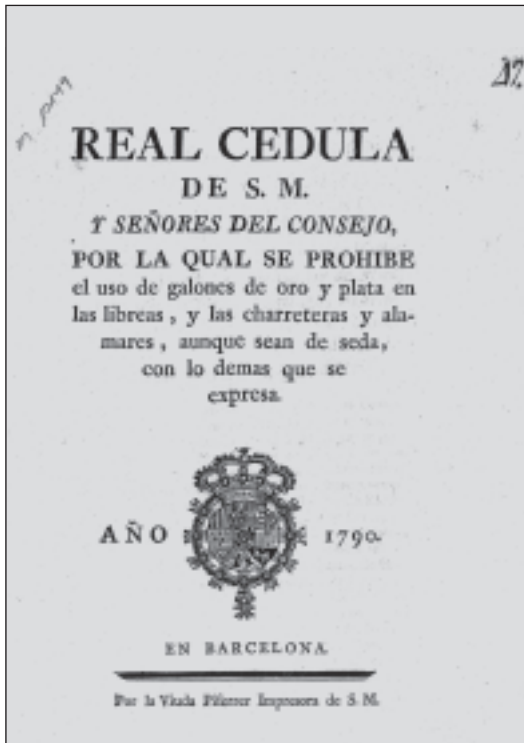 17.
REAL CEDULA
DE S. M.
Y SEÑORES DEL CONSEJO,
POR LA QUAL SE PROHIBE
el uso de galones de oro y plata en
las libreas, y las charreteras y ala-
mares, aunque sean de seda,
con lo demas que se
expresa.
AÑO 1790.
EN BARCELONA.
Por la Viuda Piferrer Impresora de S. M.